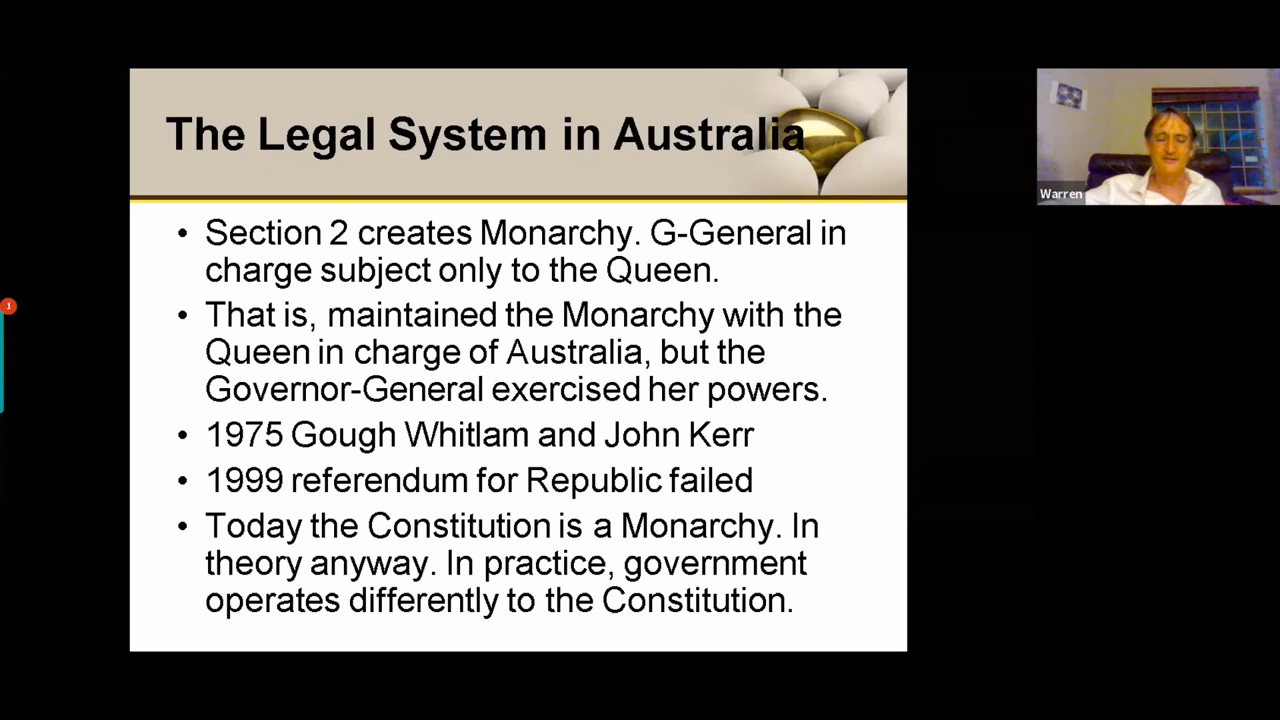 The Legal System in Australia
• Section 2 creates Monarchy. G-General in
charge subject only to the Queen.
• That is, maintained the Monarchy with the
Queen in charge of Australia, but the
Governor-General exercised her powers.
• 1975 Gough Whitlam and John Kerr
• 1999 referendum for Republic failed
• Today the Constitution is a Monarchy. In
theory anyway. In practice, government
operates differently to the Constitution.
Warren
1